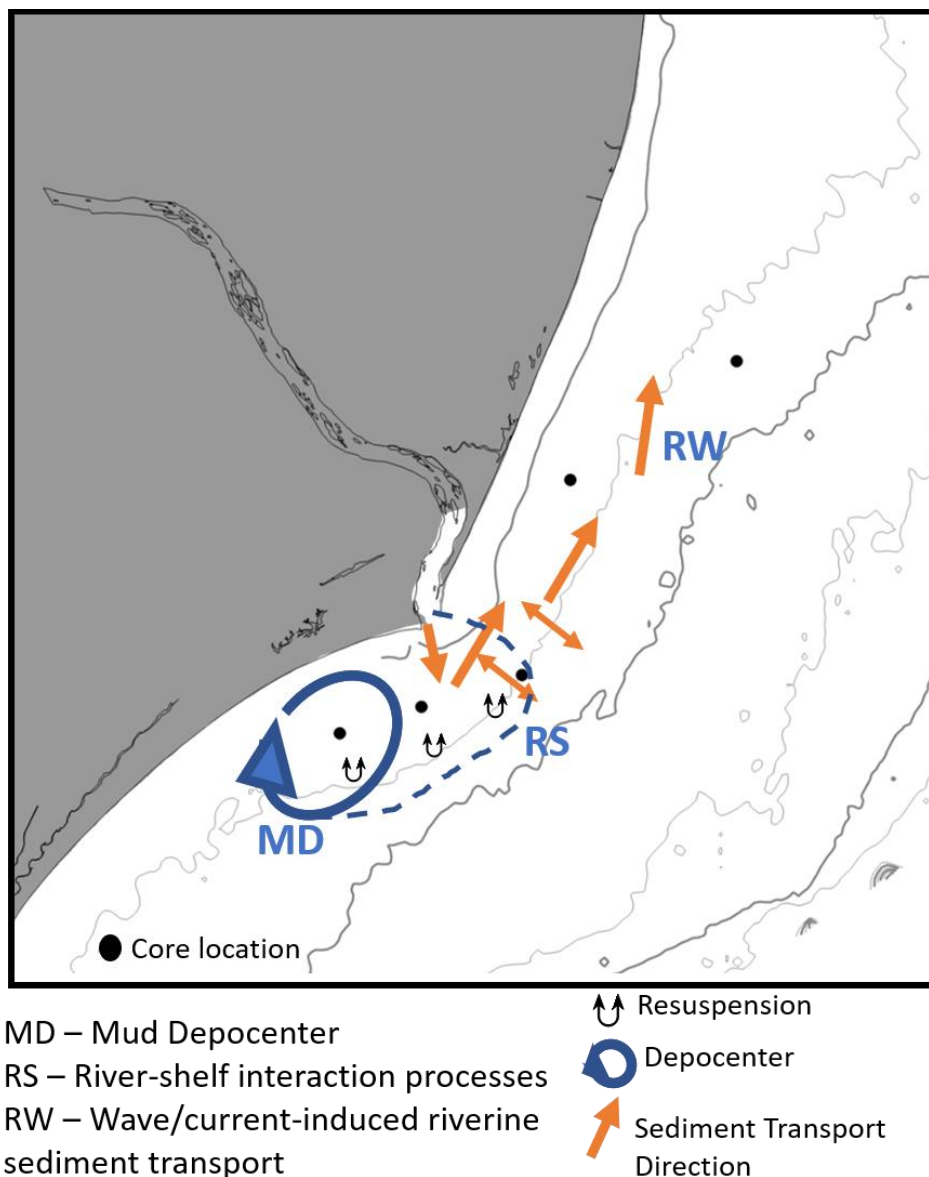 RW
RS
MD
Core location
MD – Mud Depocenter
RS – River-shelf interaction processes
RW – Wave/current-induced riverine
sediment transport
Resuspension
Depocenter
Sediment Transport
Direction